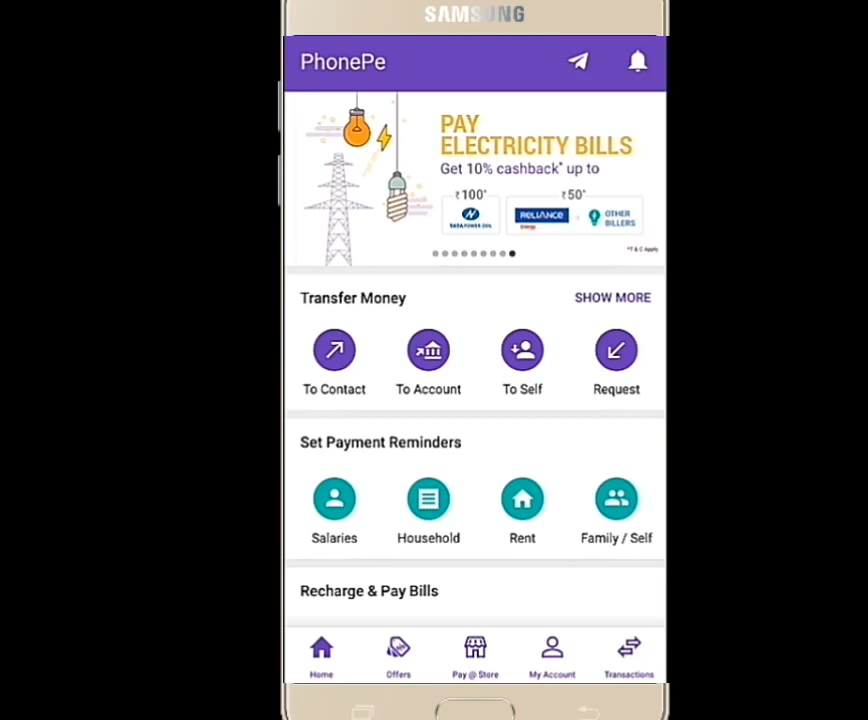 SAMSUNG
PhonePe
PAY
ELECTRICITY BILLS
Get 10% cashback* up to
₹100*
₹50*
TATA POWER-DDL
RELIANCE
Energy
OTHER
BILLERS
*T & C Apply
Transfer Money
SHOW MORE
To Contact
To Account
To Self
Request
Set Payment Reminders
Salaries
Household
Rent
Family / Self
Recharge & Pay Bills
Home
Offers
Pay @ Store
My Account
Transactions